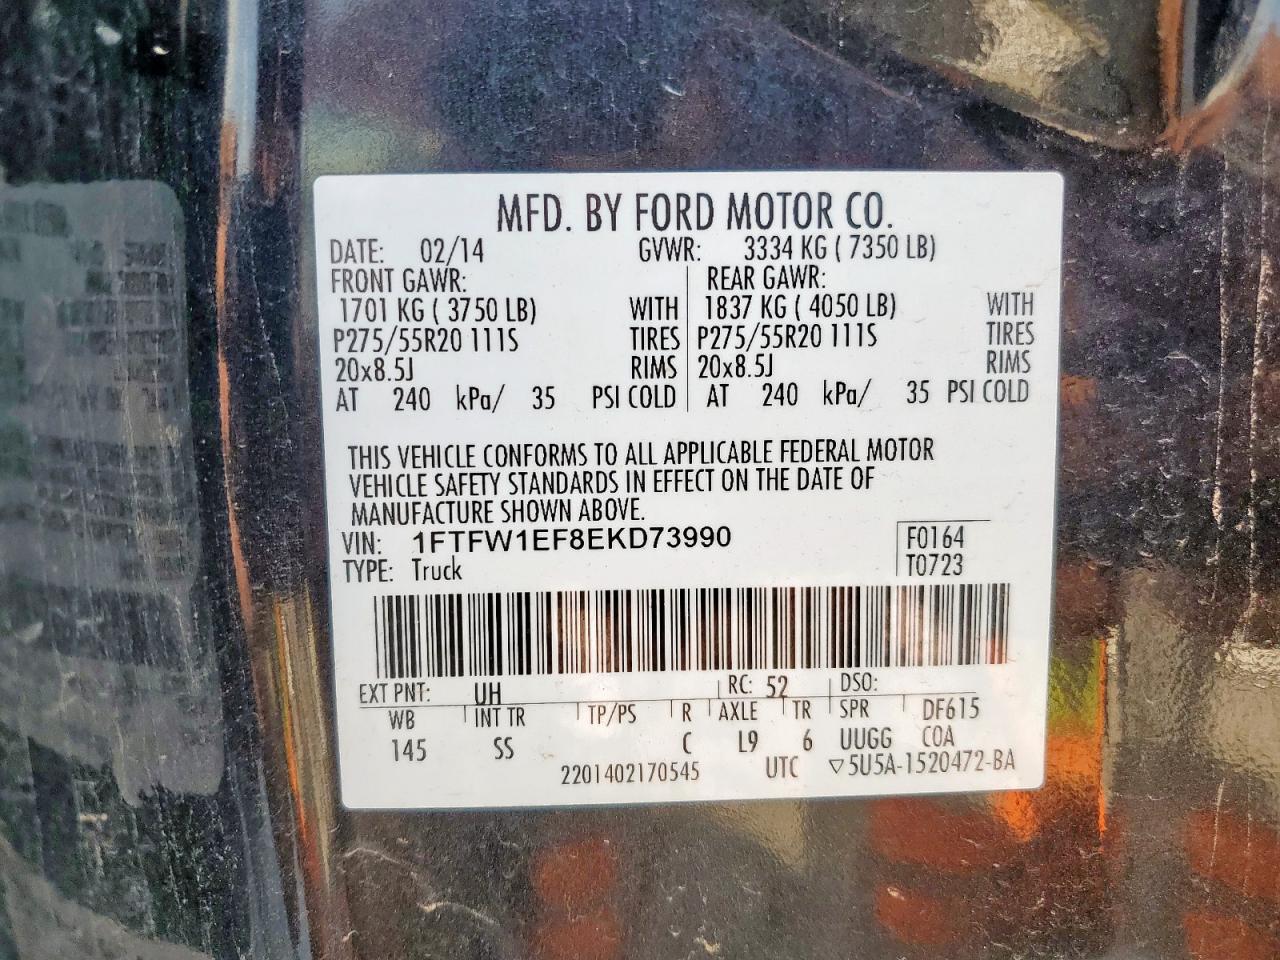 MFD. BY FORD MOTOR CO.
DATE: 02/14 GVWR: 3334 KG ( 7350 LB)
FRONT GAWR: REAR GAWR:
1701 KG ( 3750 LB) WITH 1837 KG ( 4050 LB) WITH
P275/55R20 111S TIRES P275/55R20 111S TIRES
20x8.5J RIMS 20x8.5J RIMS
AT 240 kPa/ 35 PSI COLD AT 240 kPa/ 35 PSI COLD
THIS VEHICLE CONFORMS TO ALL APPLICABLE FEDERAL MOTOR
VEHICLE SAFETY STANDARDS IN EFFECT ON THE DATE OF
MANUFACTURE SHOWN ABOVE.
VIN: 1FTFW1EF8EKD73990 F0164
TYPE: Truck T0723
EXT PNT: UH RC: 52 DSO:
WB INT TR TP/PS R AXLE TR SPR DF615
145 SS C L9 6 UUGG COA
2201402170545 UTC ▽5U5A-1520472-BA